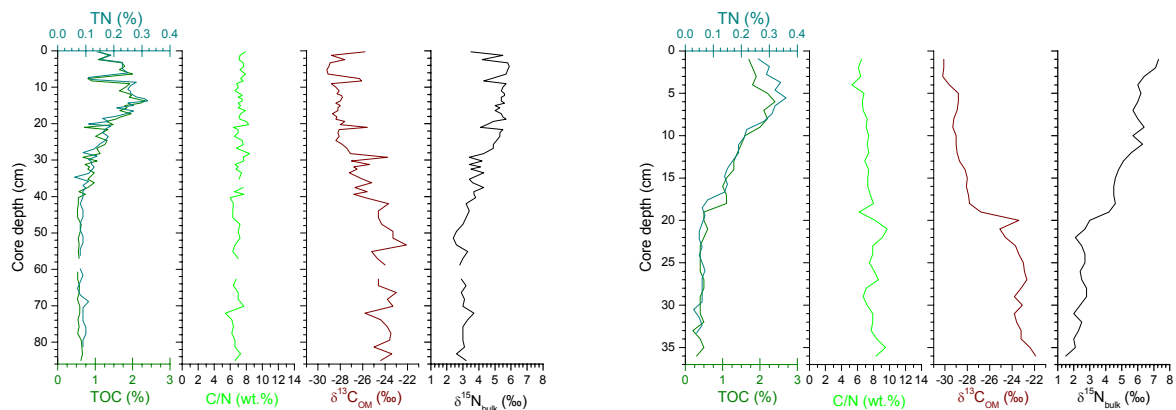 TN (%)
0.0 0.1 0.2 0.3 0.4
Core depth (cm)
0
10
20
30
40
50
60
70
80
0 1 2 3
TOC (%)
0 2 4 6 8 10 12 14
C/N (wt.%)
-30 -28 -26 -24 -22
δ¹³C_OM (‰)
1 2 3 4 5 6 7 8
δ¹⁵N_bulk (‰)
TN (%)
0.0 0.1 0.2 0.3 0.4
Core depth (cm)
0
5
10
15
20
25
30
35
0 1 2 3
TOC (%)
0 2 4 6 8 10 12 14
C/N (wt.%)
-30 -28 -26 -24 -22
δ¹³C_OM (‰)
1 2 3 4 5 6 7 8
δ¹⁵N_bulk (‰)